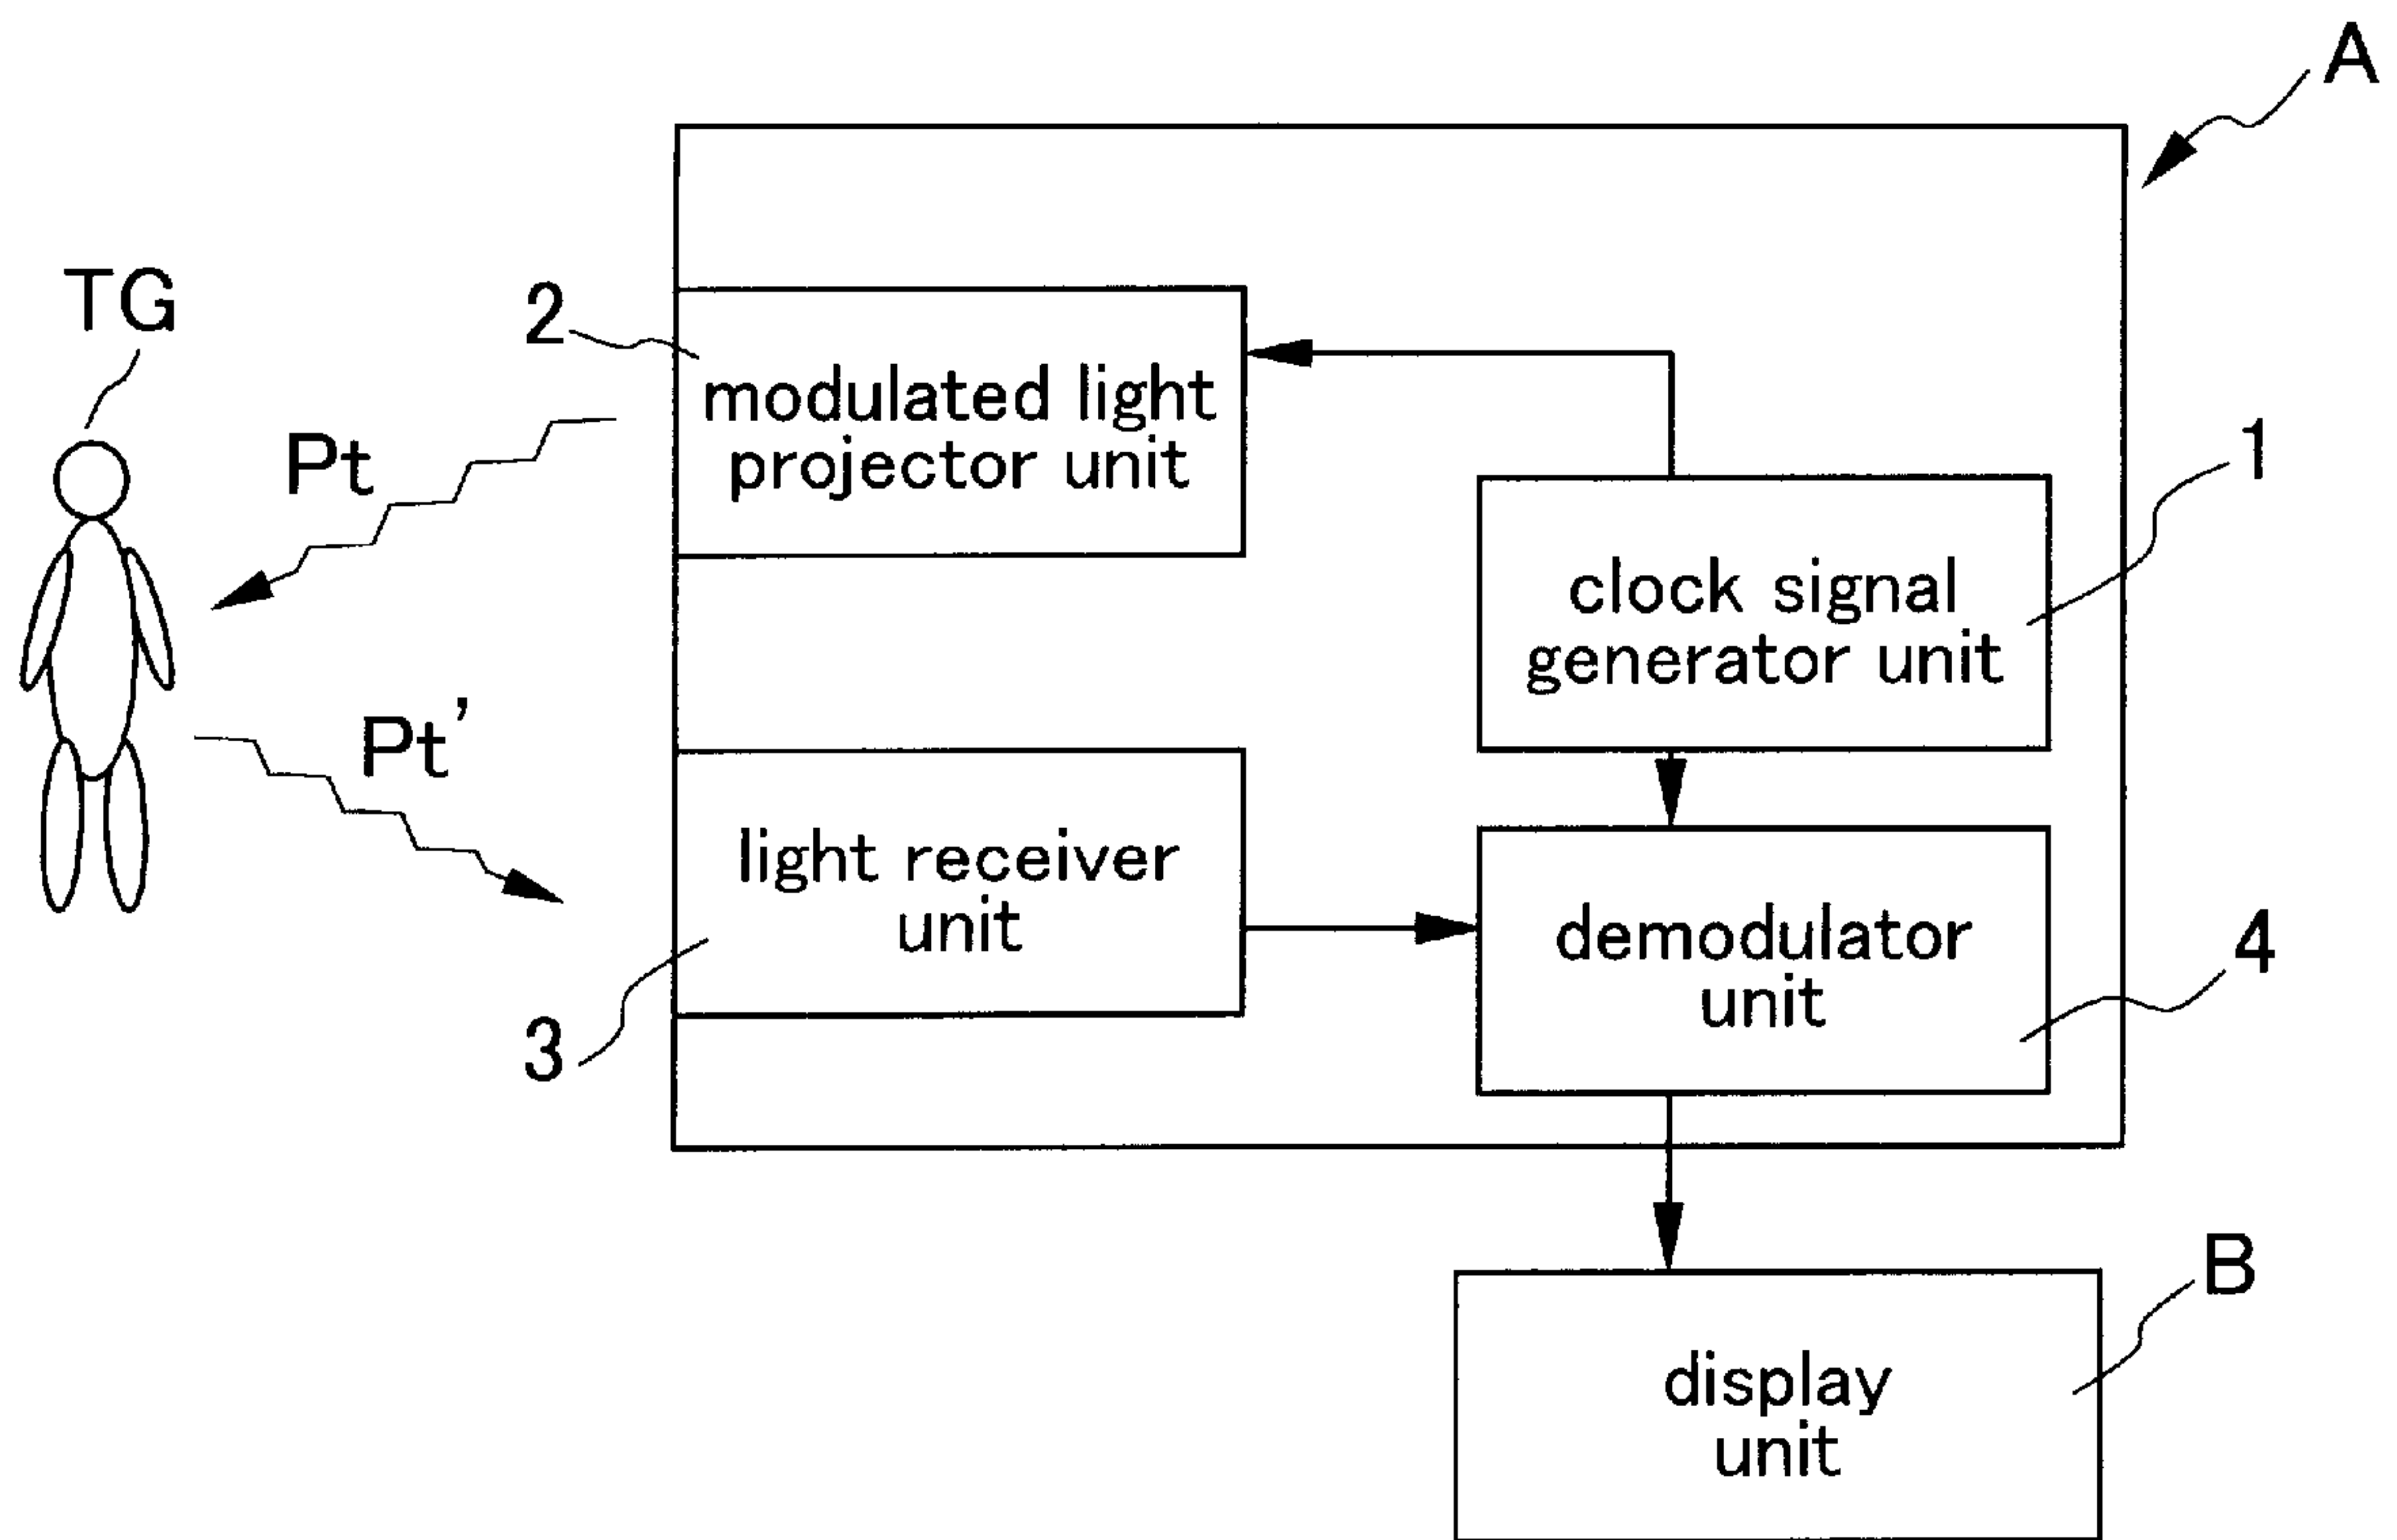 A
TG
2
modulated light
projector unit
Pt
1
clock signal
generator unit
Pt'
light receiver
unit
3
demodulator
unit
4
B
display
unit